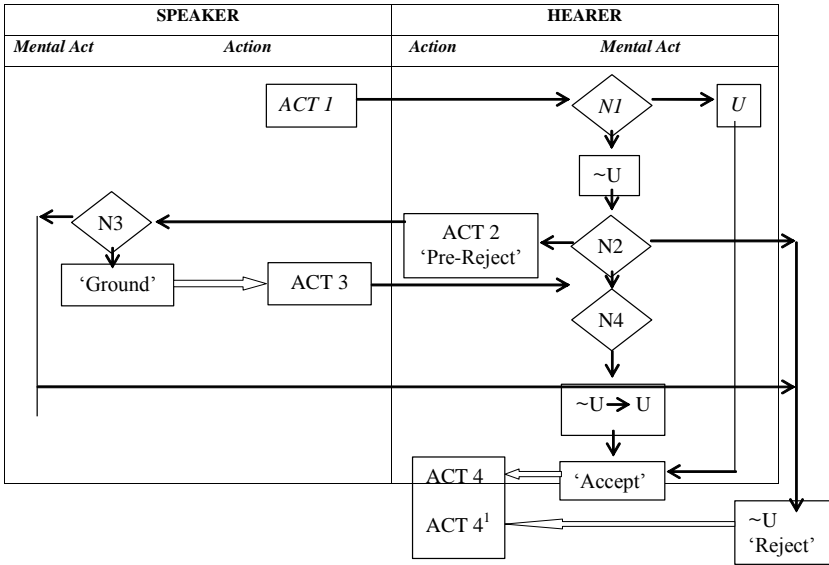 SPEAKER HEARER
Mental Act Action Action Mental Act
ACT 1 N1 U
~U
N3 ACT 2 N2
'Pre-Reject'
'Ground' ACT 3
N4
~U → U
ACT 4 'Accept'
ACT 4¹ ~U
'Reject'